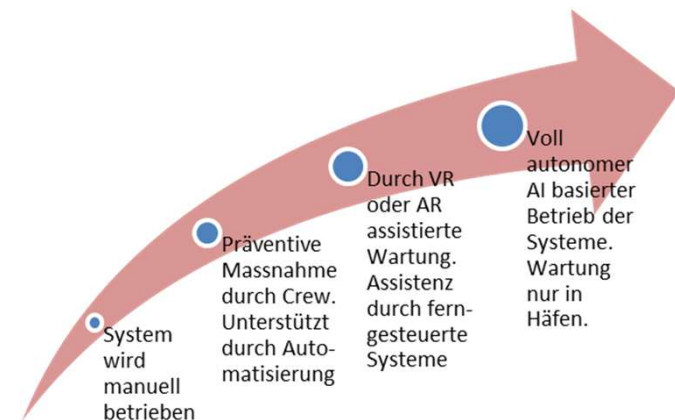 System
wird
manuell
betrieben
Präventive
Massnahme
durch Crew.
Unterstützt
durch Auto-
matisierung
Durch VR
oder AR
assistierte
Wartung.
Assistenz
durch fern-
gesteuerte
Systeme
Voll
autonomer
AI basierter
Betrieb der
Systeme.
Wartung
nur in
Häfen.